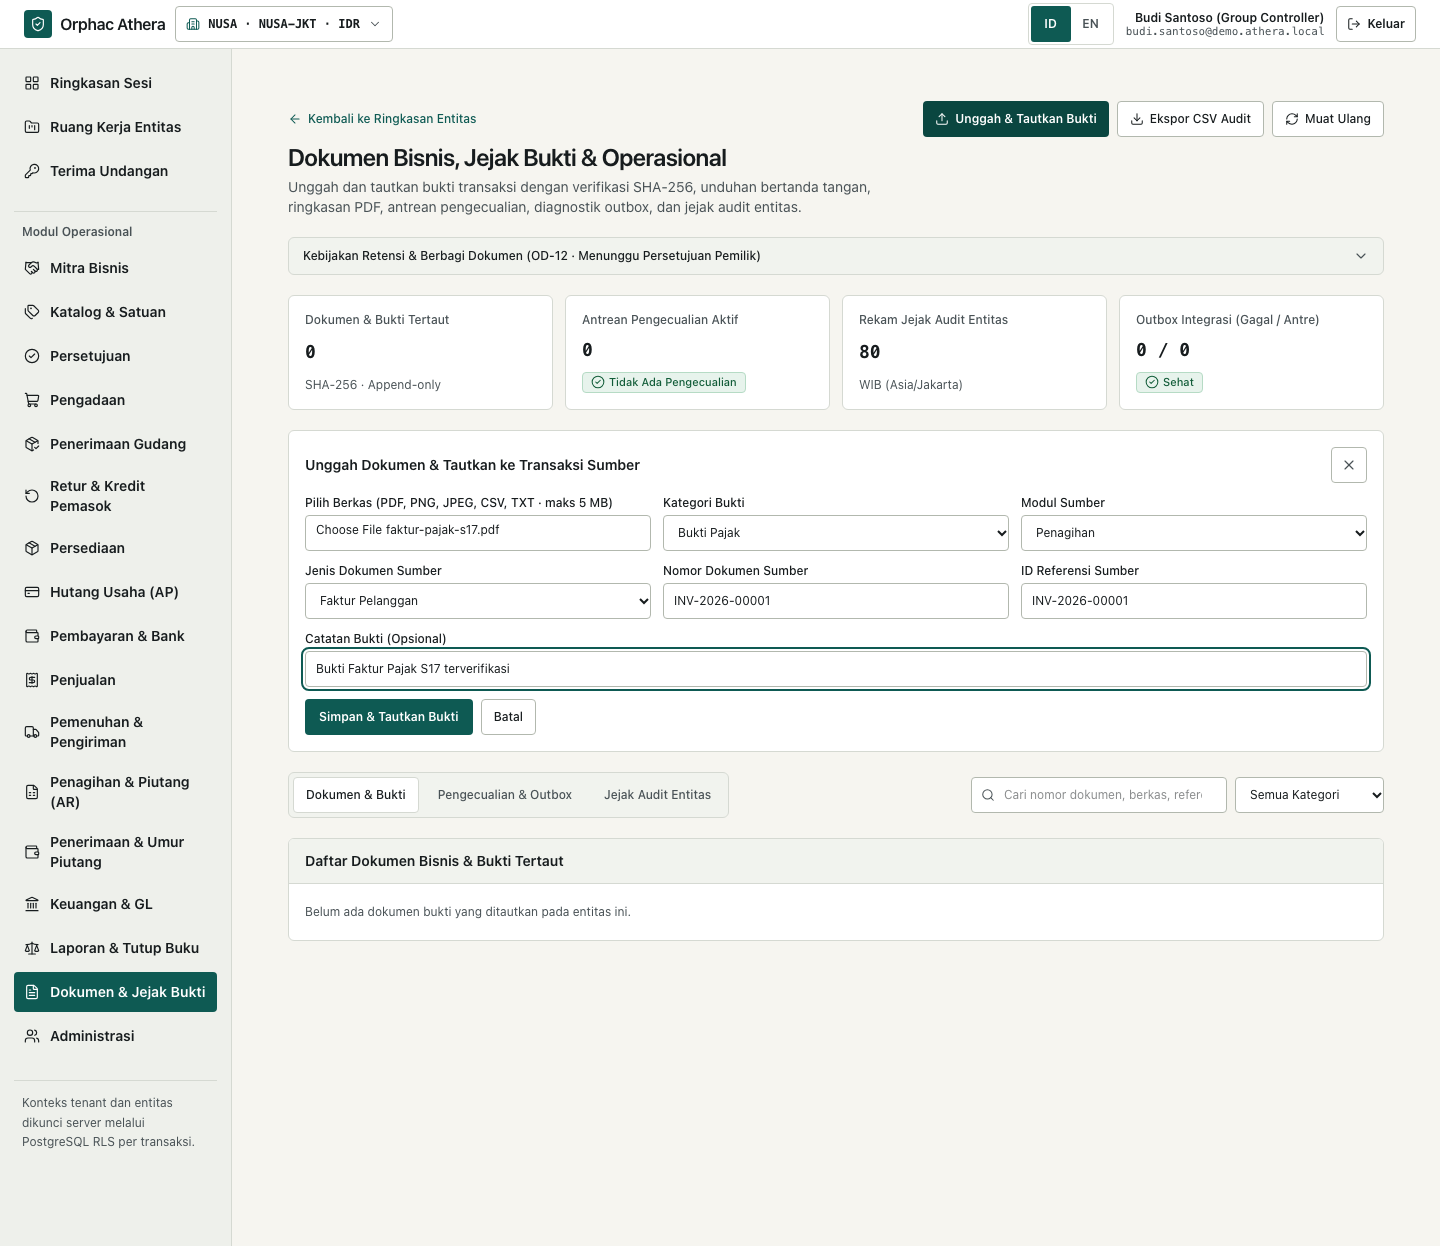 Orphac Athera
NUSA · NUSA-JKT · IDR
ID
EN
Budi Santoso (Group Controller)
budi.santoso@demo.athera.local
Keluar
Ringkasan Sesi
Ruang Kerja Entitas
Terima Undangan
Modul Operasional
Mitra Bisnis
Katalog & Satuan
Persetujuan
Pengadaan
Penerimaan Gudang
Retur & Kredit
Pemasok
Persediaan
Hutang Usaha (AP)
Pembayaran & Bank
Penjualan
Pemenuhan &
Pengiriman
Penagihan & Piutang
(AR)
Penerimaan & Umur
Piutang
Keuangan & GL
Laporan & Tutup Buku
Dokumen & Jejak Bukti
Administrasi
Konteks tenant dan entitas
dikunci server melalui
PostgreSQL RLS per transaksi.
Kembali ke Ringkasan Entitas
Unggah & Tautkan Bukti
Ekspor CSV Audit
Muat Ulang
Dokumen Bisnis, Jejak Bukti & Operasional
Unggah dan tautkan bukti transaksi dengan verifikasi SHA-256, unduhan bertanda tangan,
ringkasan PDF, antrean pengecualian, diagnostik outbox, dan jejak audit entitas.
Kebijakan Retensi & Berbagi Dokumen (OD-12 · Menunggu Persetujuan Pemilik)
Dokumen & Bukti Tertaut
0
SHA-256 · Append-only
Antrean Pengecualian Aktif
0
Tidak Ada Pengecualian
Rekam Jejak Audit Entitas
80
WIB (Asia/Jakarta)
Outbox Integrasi (Gagal / Antre)
0 / 0
Sehat
Unggah Dokumen & Tautkan ke Transaksi Sumber
Pilih Berkas (PDF, PNG, JPEG, CSV, TXT · maks 5 MB)
Choose File faktur-pajak-s17.pdf
Kategori Bukti
Bukti Pajak
Modul Sumber
Penagihan
Jenis Dokumen Sumber
Faktur Pelanggan
Nomor Dokumen Sumber
INV-2026-00001
ID Referensi Sumber
INV-2026-00001
Catatan Bukti (Opsional)
Bukti Faktur Pajak S17 terverifikasi
Simpan & Tautkan Bukti
Batal
Dokumen & Bukti
Pengecualian & Outbox
Jejak Audit Entitas
Cari nomor dokumen, berkas, refer
Semua Kategori
Daftar Dokumen Bisnis & Bukti Tertaut
Belum ada dokumen bukti yang ditautkan pada entitas ini.